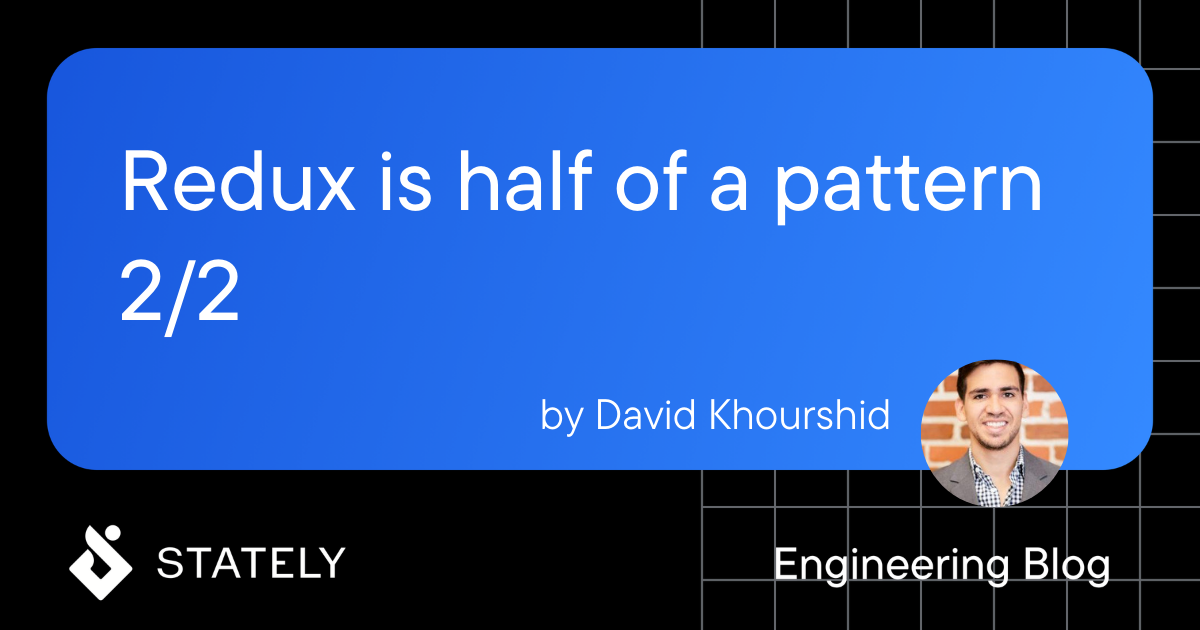 Redux is half of a pattern
2/2
by David Khourshid
STATELY
Engineering Blog